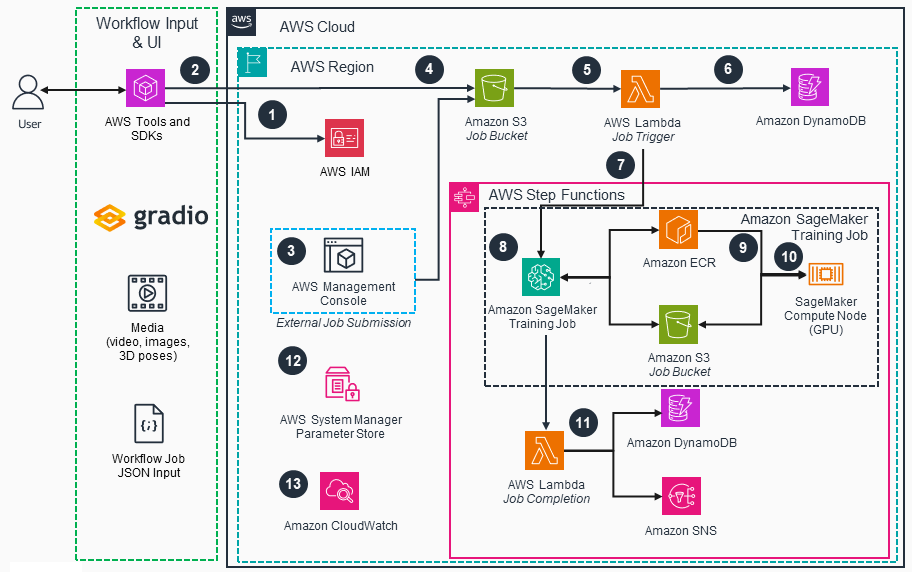 Workflow Input
& UI
aws
AWS Cloud
AWS Region
User
AWS Tools and
SDKs
2
1
AWS IAM
4
Amazon S3
Job Bucket
5
AWS Lambda
Job Trigger
6
Amazon DynamoDB
7
gradio
Media
(video, images,
3D poses)
Workflow Job
JSON Input
{;}
3
AWS Management
Console
External Job Submission
12
AWS System Manager
Parameter Store
13
Amazon CloudWatch
AWS Step Functions
Amazon SageMaker
Training Job
8
Amazon SageMaker
Training Job
Amazon ECR
9
10
SageMaker
Compute Node
(GPU)
Amazon S3
Job Bucket
11
AWS Lambda
Job Completion
Amazon DynamoDB
Amazon SNS